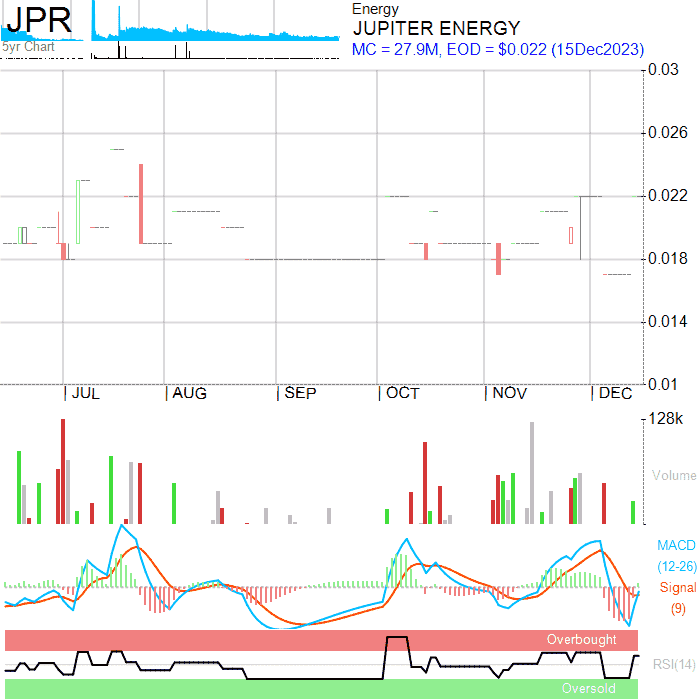 JPR
5yr Chart
Energy
JUPITER ENERGY
MC = 27.9M, EOD = $0.022 (15Dec2023)
0.03
0.026
0.022
0.018
0.014
0.01
JUL AUG SEP OCT NOV DEC
128k
Volume
MACD
(12-26)
Signal
(9)
Overbought
RSI(14)
Oversold